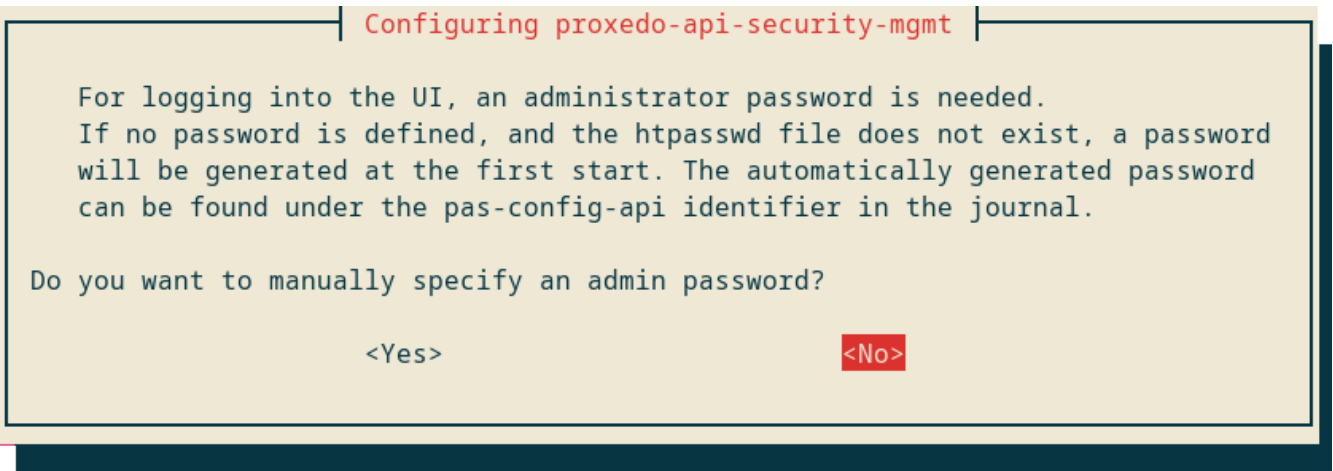 Configuring proxedo-api-security-mgmt
For logging into the UI, an administrator password is needed.
If no password is defined, and the htpasswd file does not exist, a password
will be generated at the first start. The automatically generated password
can be found under the pas-config-api identifier in the journal.
Do you want to manually specify an admin password?
<Yes> <No>